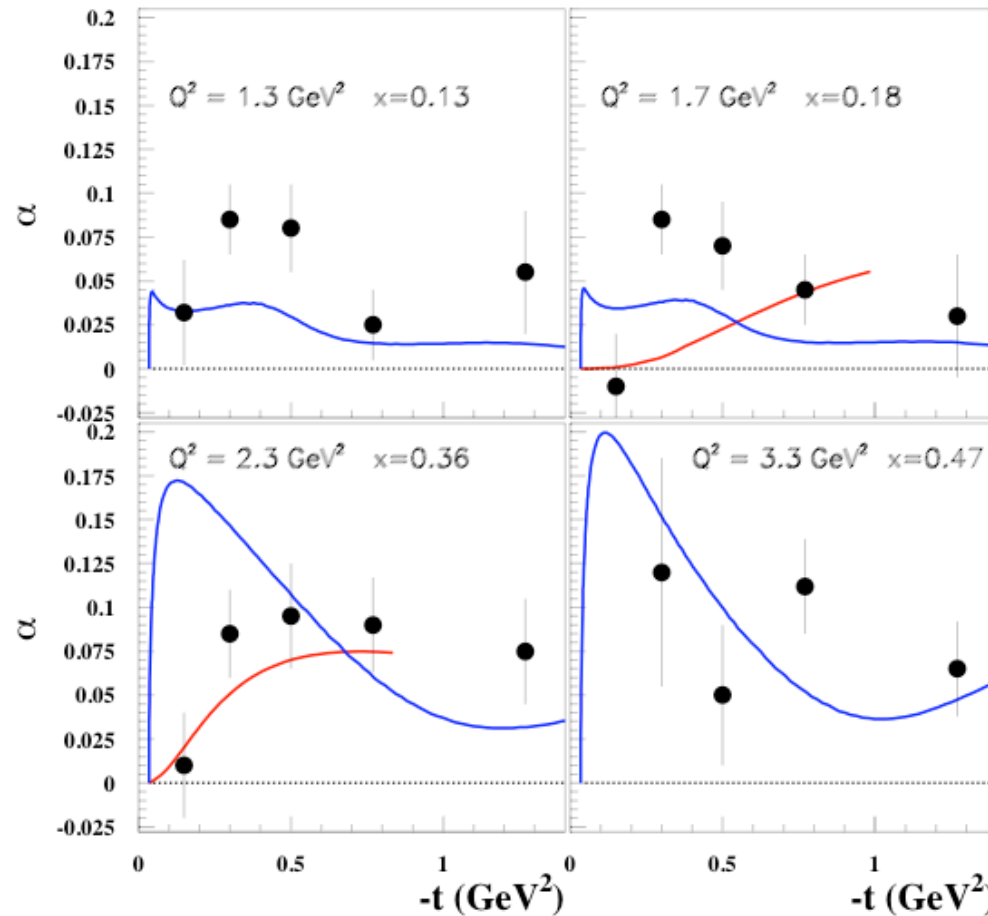 0.2
0.175
0.15
0.125
0.1
0.075
0.05
0.025
0
-0.025
α
Q² = 1.3 GeV² x=0.13
Q² = 1.7 GeV² x=0.18
0.2
0.175
0.15
0.125
0.1
0.075
0.05
0.025
0
-0.025
α
Q² = 2.3 GeV² x=0.36
Q² = 3.3 GeV² x=0.47
0 0.5 1 0 0.5 1
-t (GeV²) -t (GeV²)